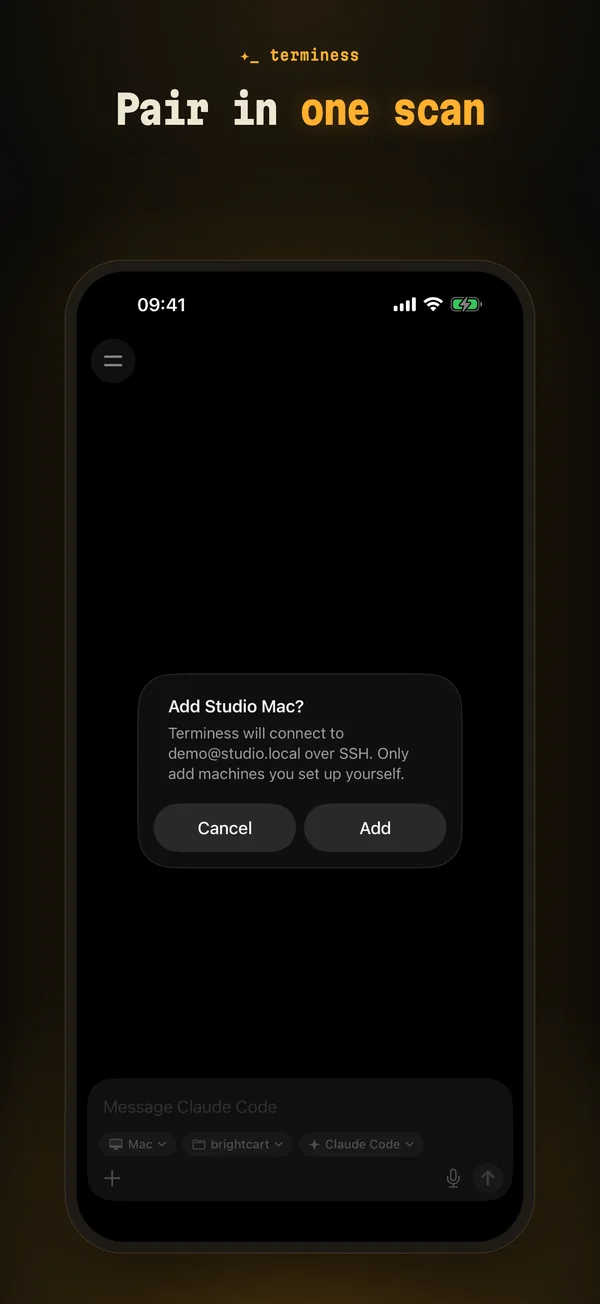 ✦_ terminess
Pair in one scan
09:41
Add Studio Mac?
Terminess will connect to
demo@studio.local over SSH. Only
add machines you set up yourself.
Cancel Add
Message Claude Code
Mac brightcart Claude Code